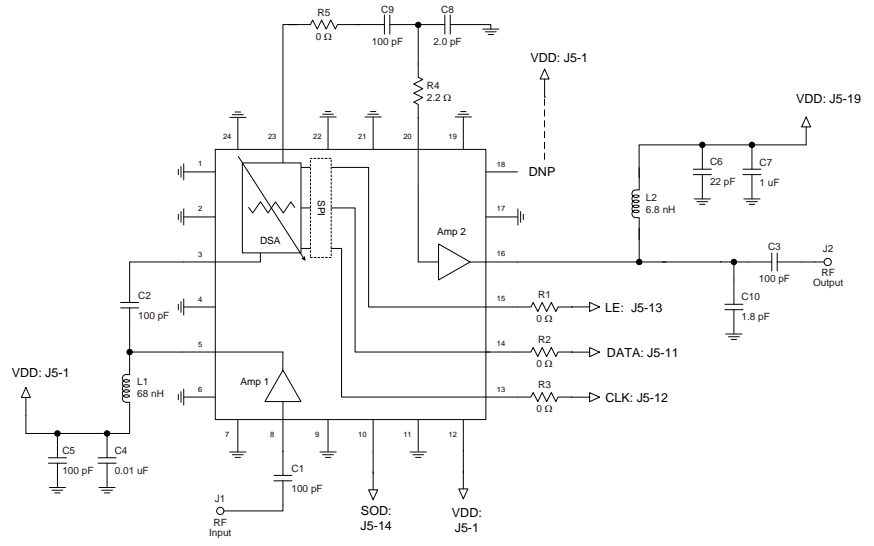 R5
0 Ω
C9
100 pF
C8
2.0 pF
R4
2.2 Ω
VDD: J5-1
VDD: J5-19
24
23
22
21
20
19
1
2
3
4
5
6
18
17
16
15
14
13
7
8
9
10
11
12
DNP
DSA
SPI
Amp 2
Amp 1
C6
22 pF
C7
1 uF
L2
6.8 nH
C3
100 pF
J2
RF
Output
C10
1.8 pF
C2
100 pF
R1
0 Ω
LE: J5-13
R2
0 Ω
DATA: J5-11
R3
0 Ω
CLK: J5-12
VDD: J5-1
L1
68 nH
C5
100 pF
C4
0.01 uF
C1
100 pF
J1
RF
Input
SOD:
J5-14
VDD:
J5-1